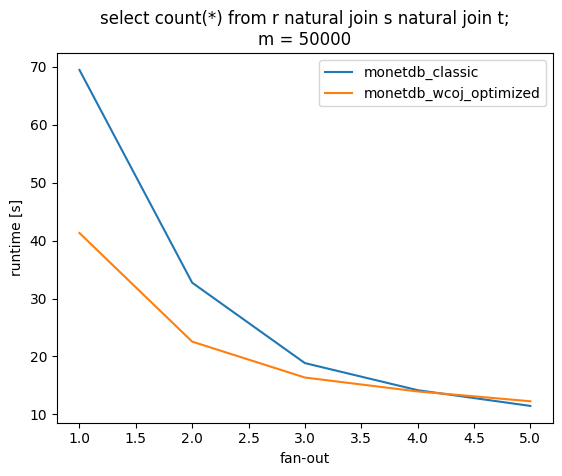 select count(*) from r natural join s natural join t;
m = 50000
monetdb_classic
monetdb_wcoj_optimized
runtime [s]
70
60
50
40
30
20
10
1.0 1.5 2.0 2.5 3.0 3.5 4.0 4.5 5.0
fan-out